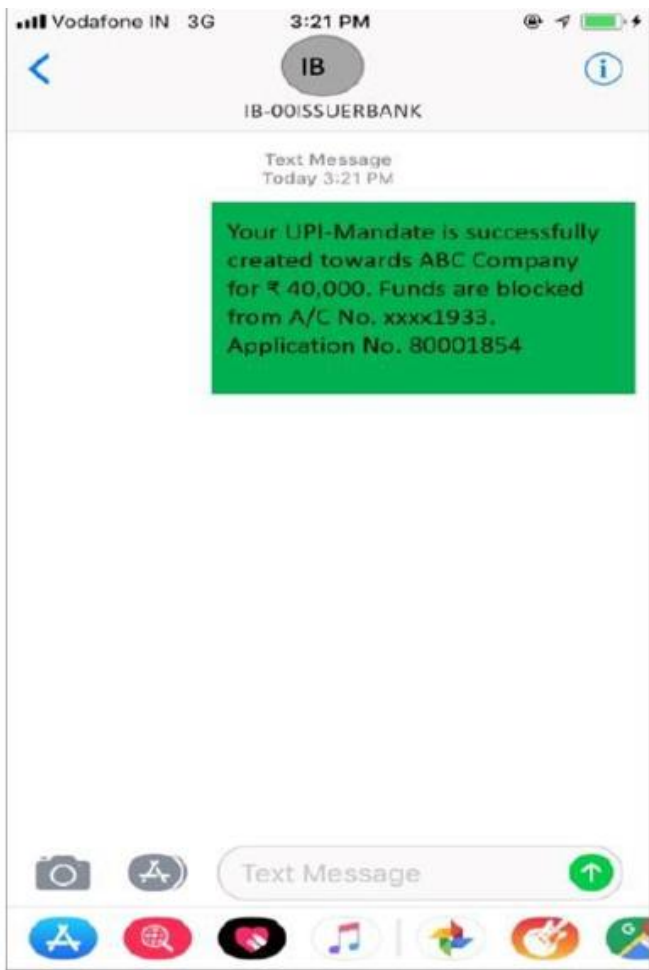 Vodafone IN 3G 3:21 PM
IB
IB-00ISSUERBANK
Text Message
Today 3:21 PM
Your UPI-Mandate is successfully
created towards ABC Company
for ₹ 40,000. Funds are blocked
from A/C No. xxxx1933.
Application No. 80001854
Text Message